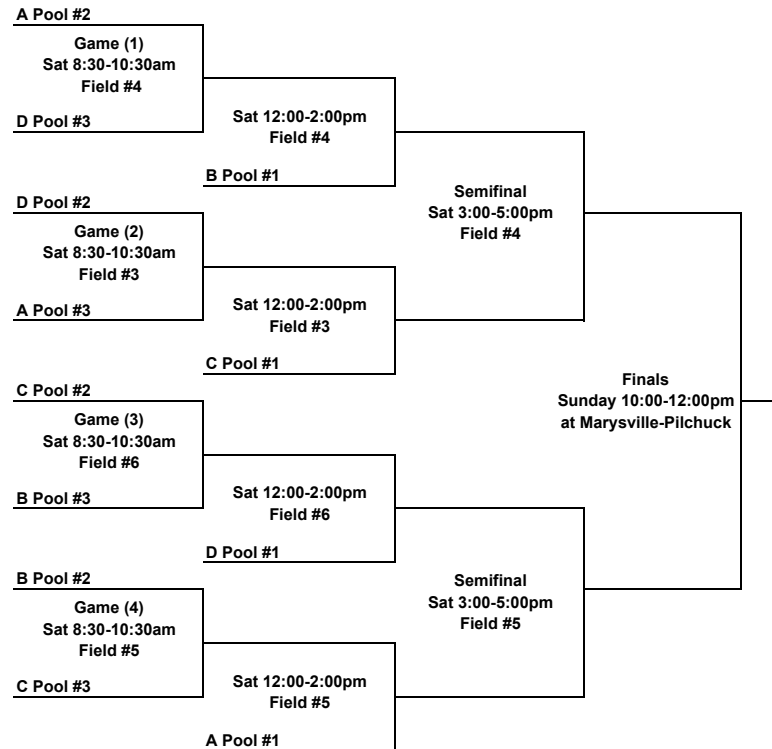 A Pool #2
Game (1)
Sat 8:30-10:30am
Field #4
D Pool #3
Sat 12:00-2:00pm
Field #4
B Pool #1
Semifinal
Sat 3:00-5:00pm
Field #4
D Pool #2
Game (2)
Sat 8:30-10:30am
Field #3
A Pool #3
Sat 12:00-2:00pm
Field #3
C Pool #1
Finals
Sunday 10:00-12:00pm
at Marysville-Pilchuck
C Pool #2
Game (3)
Sat 8:30-10:30am
Field #6
B Pool #3
Sat 12:00-2:00pm
Field #6
D Pool #1
Semifinal
Sat 3:00-5:00pm
Field #5
B Pool #2
Game (4)
Sat 8:30-10:30am
Field #5
C Pool #3
Sat 12:00-2:00pm
Field #5
A Pool #1